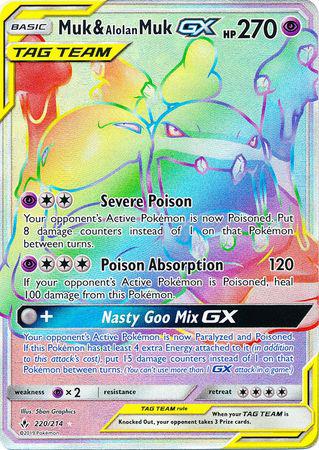 BASIC
Muk & Alolan Muk GX HP 270
TAG TEAM
Severe Poison
Your opponent's Active Pokémon is now Poisoned. Put
8 damage counters instead of 1 on that Pokémon
between turns.
Poison Absorption 120
If your opponent's Active Pokémon is Poisoned, heal
100 damage from this Pokémon.
+ Nasty Goo Mix GX
Your opponent's Active Pokémon is now Paralyzed and Poisoned.
If this Pokémon has at least 4 extra Energy attached to it (in addition
to this attack's cost), put 15 damage counters instead of 1 on that
Pokémon between turns. (You can't use more than 1 GX attack in a game.)
weakness ×2 resistance retreat
Illus. 5ban Graphics
TAG TEAM rule
220/214
When your TAG TEAM is
Knocked Out, your opponent takes 3 Prize cards.
©2019 Pokémon